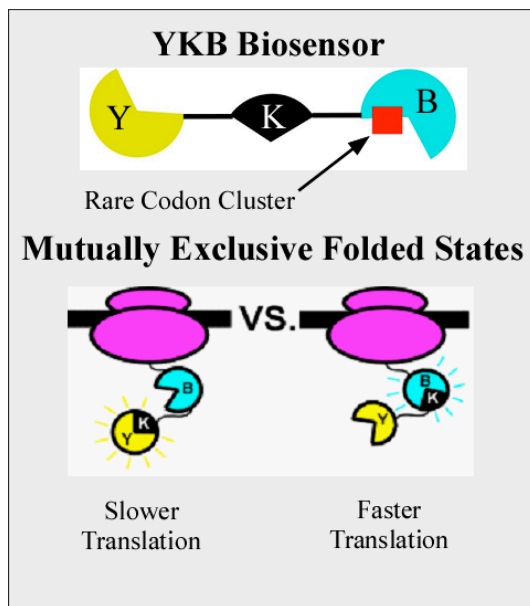 YKB Biosensor
Y K B
Rare Codon Cluster
Mutually Exclusive Folded States
VS.
B B
K K
Y Y
Slower Faster
Translation Translation